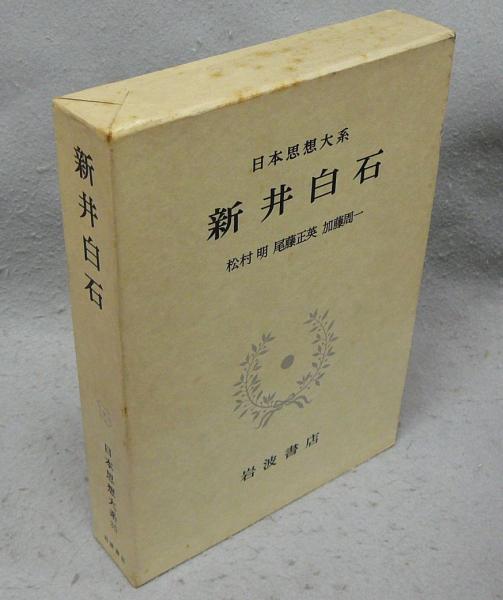 日本思想大系
新井白石
松村明 尾藤正英 加藤周一
岩波書店
新井白石
日本思想大系